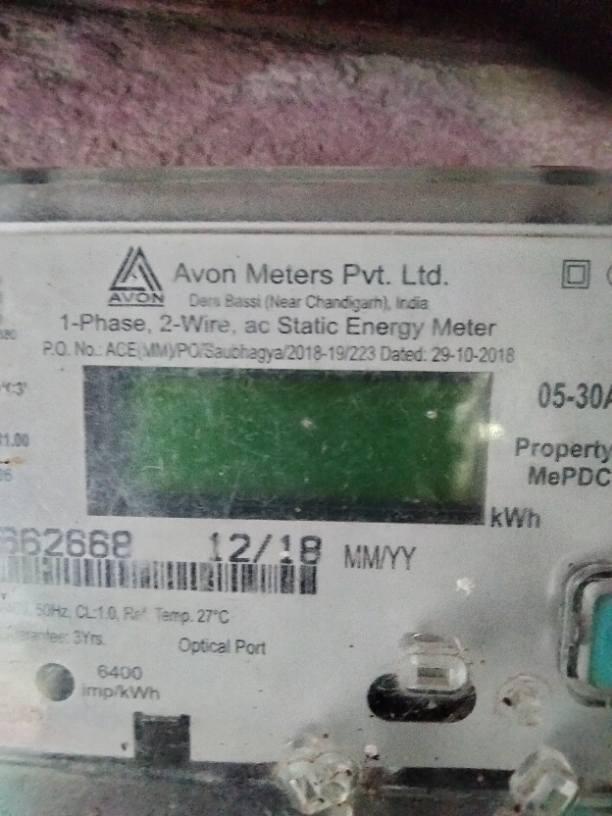 AVON
Avon Meters Pvt. Ltd.
Dera Bassi (Near Chandigarh), India
1-Phase, 2-Wire, ac Static Energy Meter
P.O. No.: ACE(MM)/PO/Saubhagya/2018-19/223 Dated: 29-10-2018
05-30A
Property
MePDC
kWh
662668 12/18 MM/YY
50Hz, CL:1.0, Ref. Temp. 27°C
3Yrs. Optical Port
6400
imp/kWh